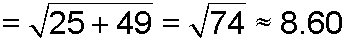 = √25 + 49 = √74 ≈ 8.60